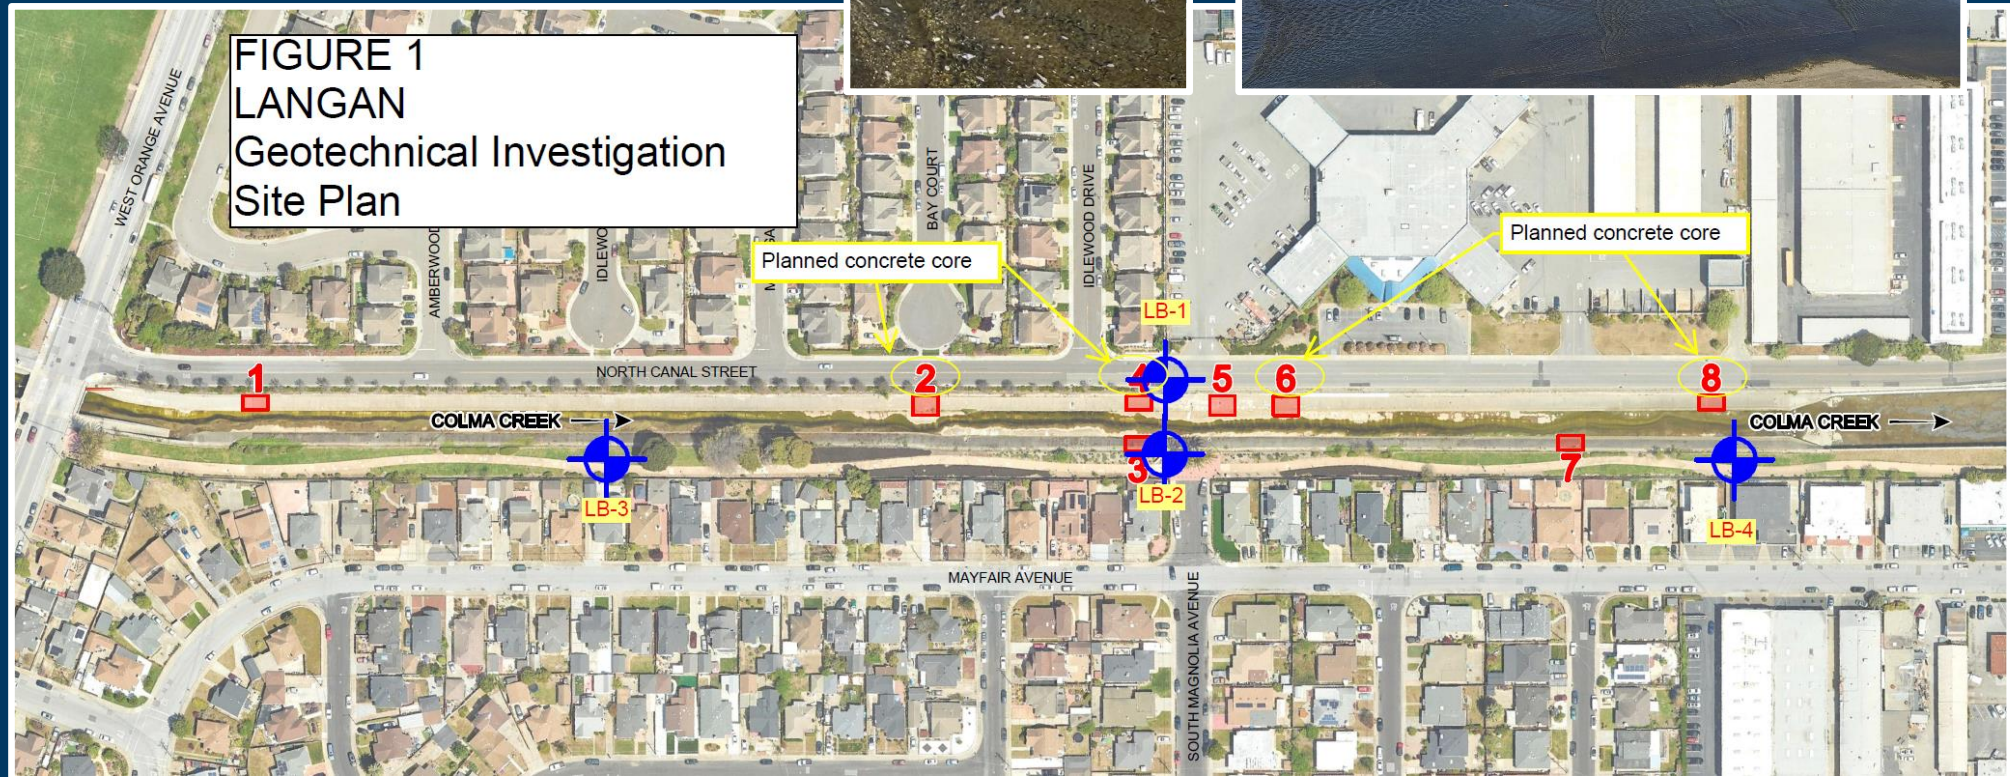 FIGURE 1
LANGAN
Geotechnical Investigation
Site Plan
WEST ORANGE AVENUE
AMBERWOOD
IDLEWO
BAY COURT
IDLEWOOD DRIVE
Planned concrete core
Planned concrete core
LB-1
NORTH CANAL STREET
1
2
4
5
6
8
COLMA CREEK
COLMA CREEK
3
7
LB-3
LB-2
LB-4
MAYFAIR AVENUE
SOUTH MAGNOLIA AVENUE